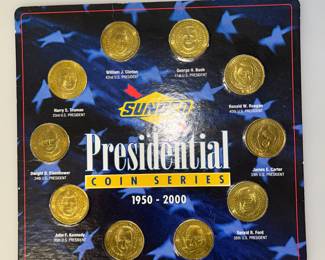 William J. Clinton
42nd U.S. PRESIDENT
George H. Bush
41st U.S. PRESIDENT
Harry S. Truman
33rd U.S. PRESIDENT
Ronald W. Reagan
40th U.S. PRESIDENT
SUNOCO
Presidential
COIN SERIES
1950 - 2000
Dwight D. Eisenhower
34th U.S. PRESIDENT
James E. Carter
39th U.S. PRESIDENT
John F. Kennedy
35th U.S. PRESIDENT
Gerald R. Ford
38th U.S. PRESIDENT